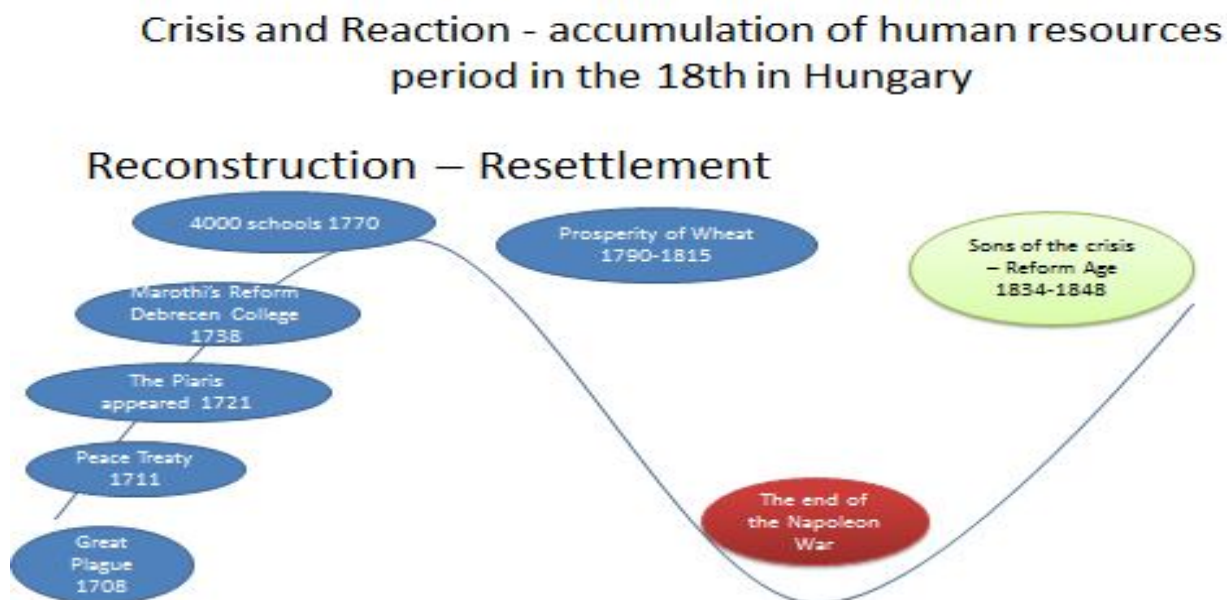 Crisis and Reaction - accumulation of human resources
period in the 18th in Hungary
Reconstruction – Resettlement
4000 schools 1770
Prosperity of Wheat
1790-1815
Sons of the crisis
– Reform Age
1834-1848
Marothi's Reform
Debrecen College
1738
The Piaris
appeared 1721
Peace Treaty
1711
The end of
the Napoleon
War
Great
Plague
1708